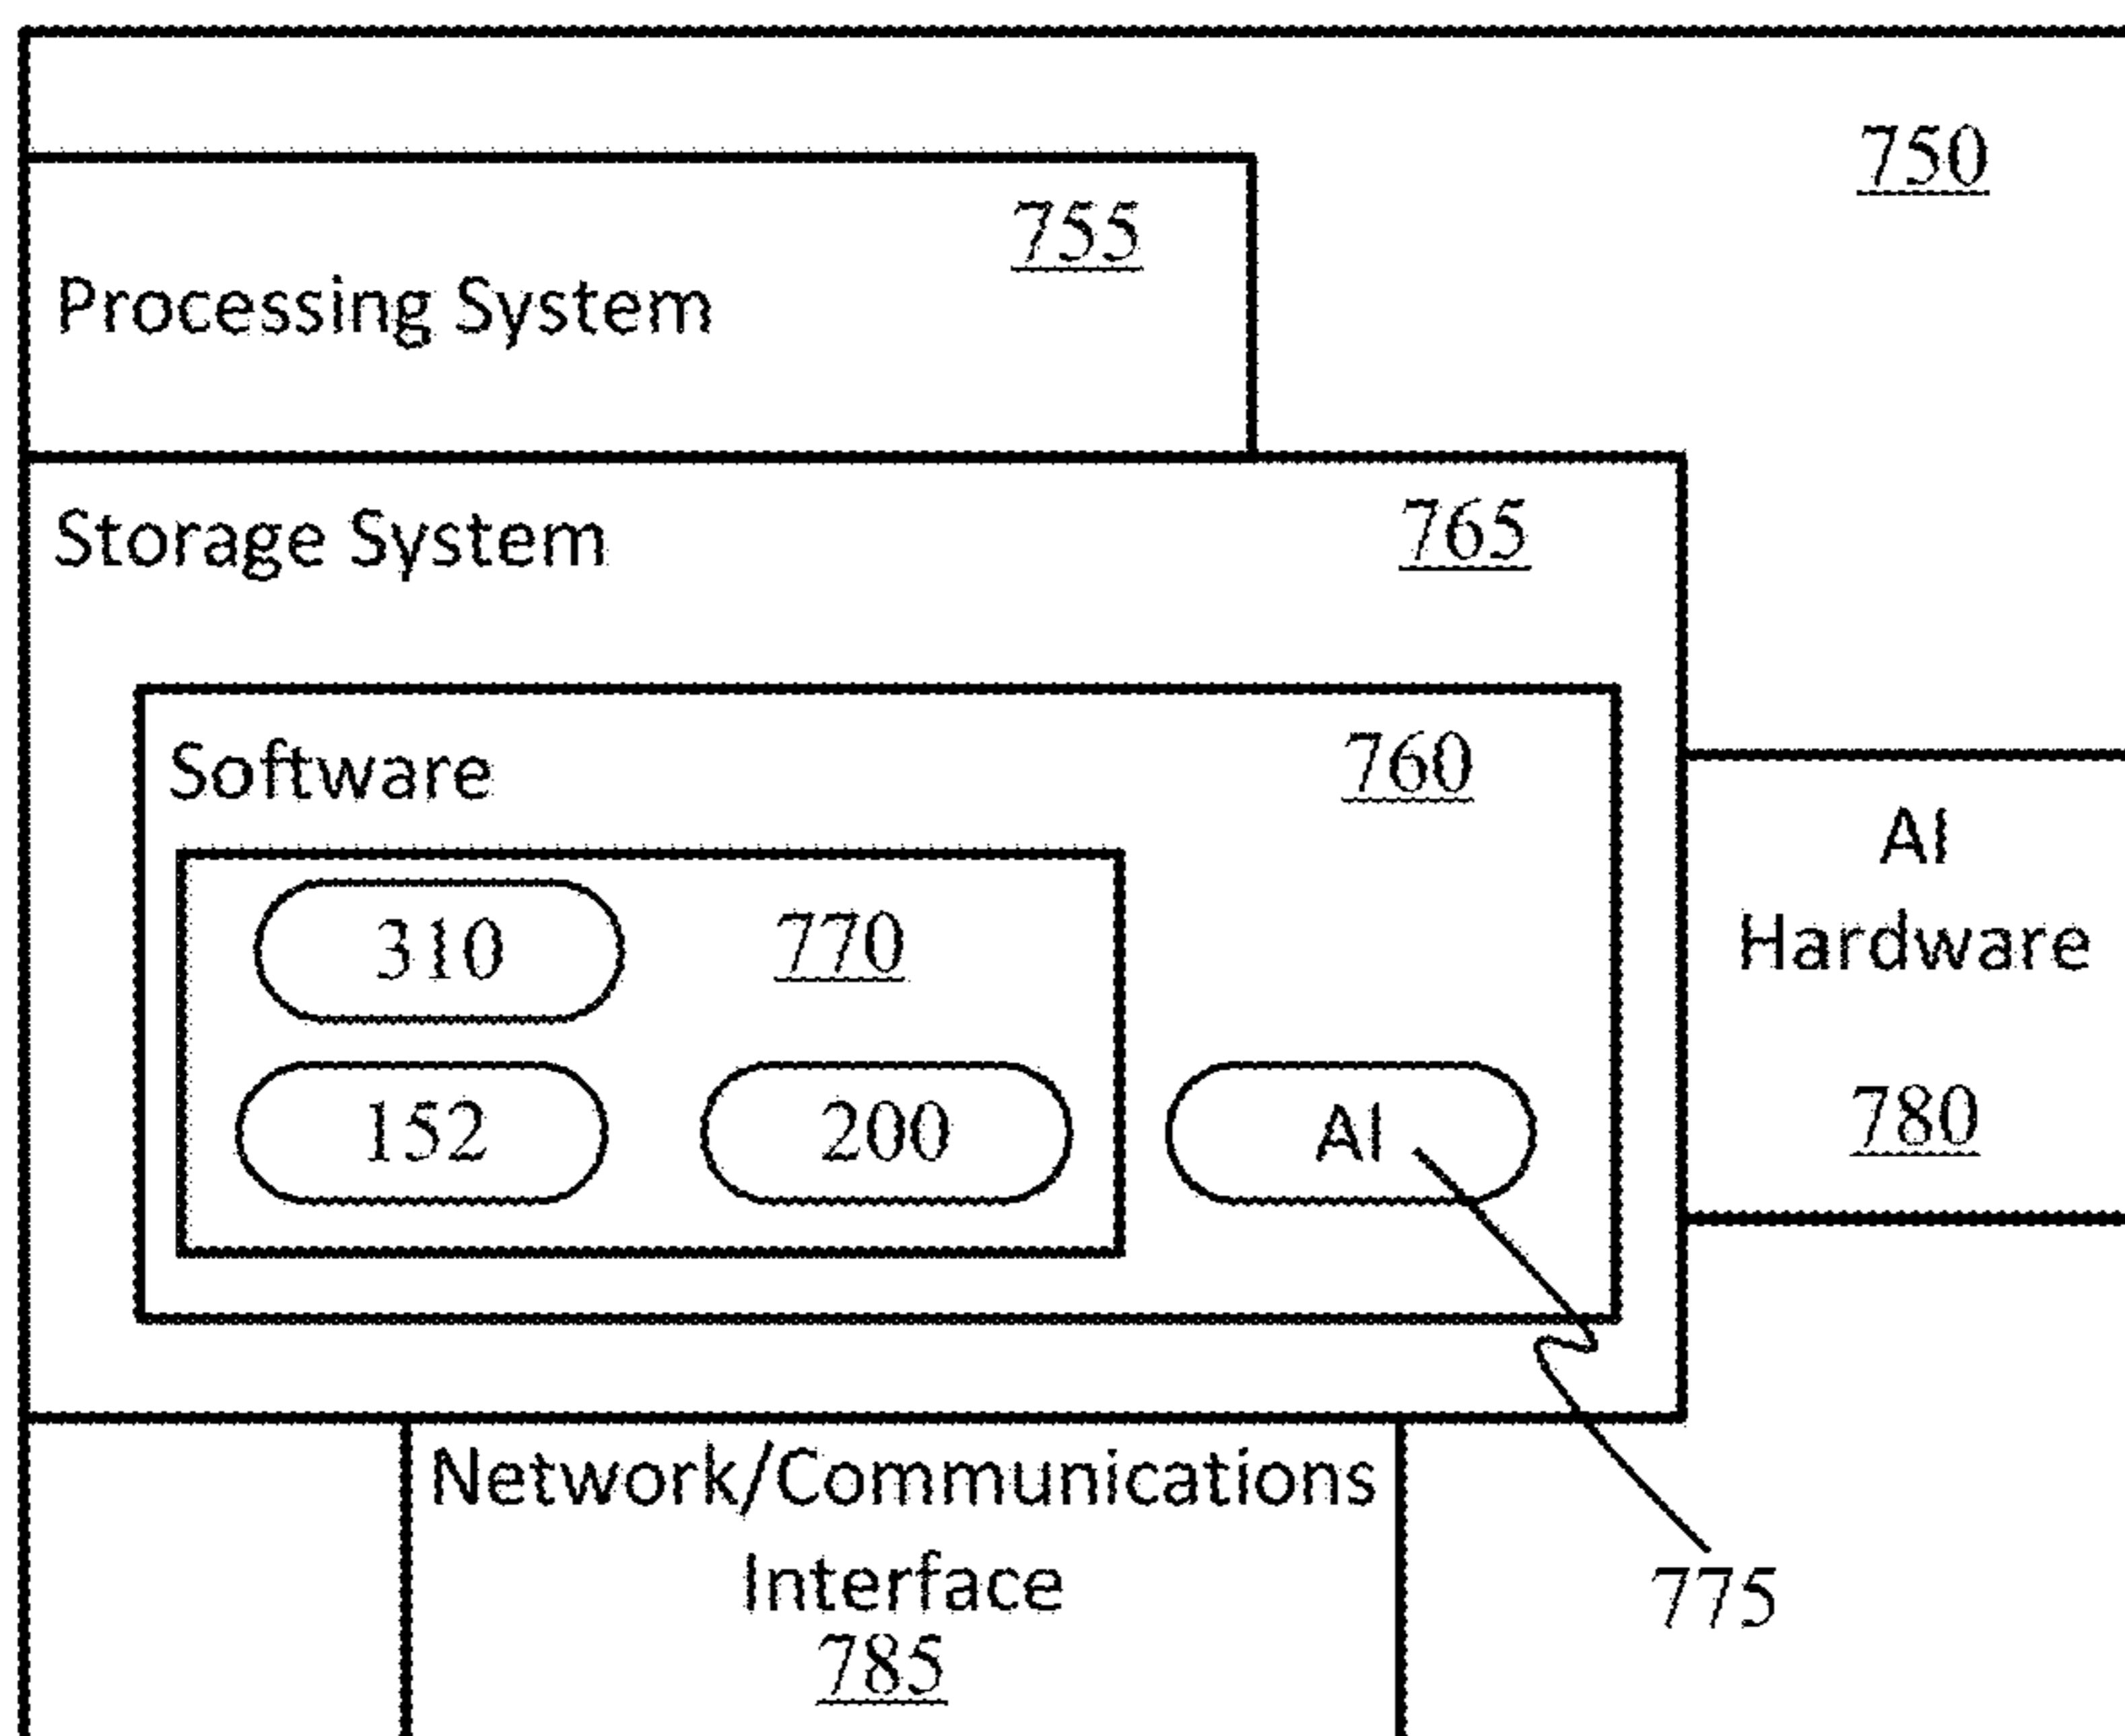 750
755
Processing System
Storage System 765
Software 760
AI
Hardware
780
310 770
152 200 AI
Network/Communications
Interface
785
775